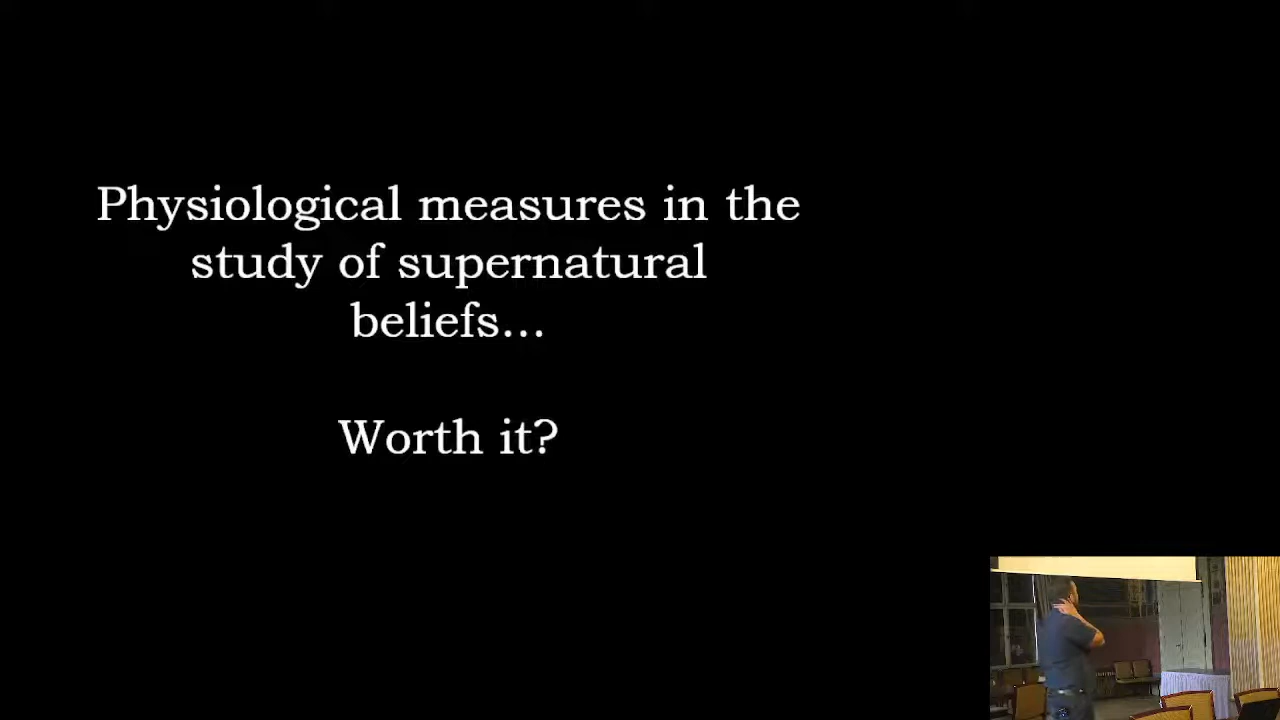 Physiological measures in the
study of supernatural
beliefs...

Worth it?